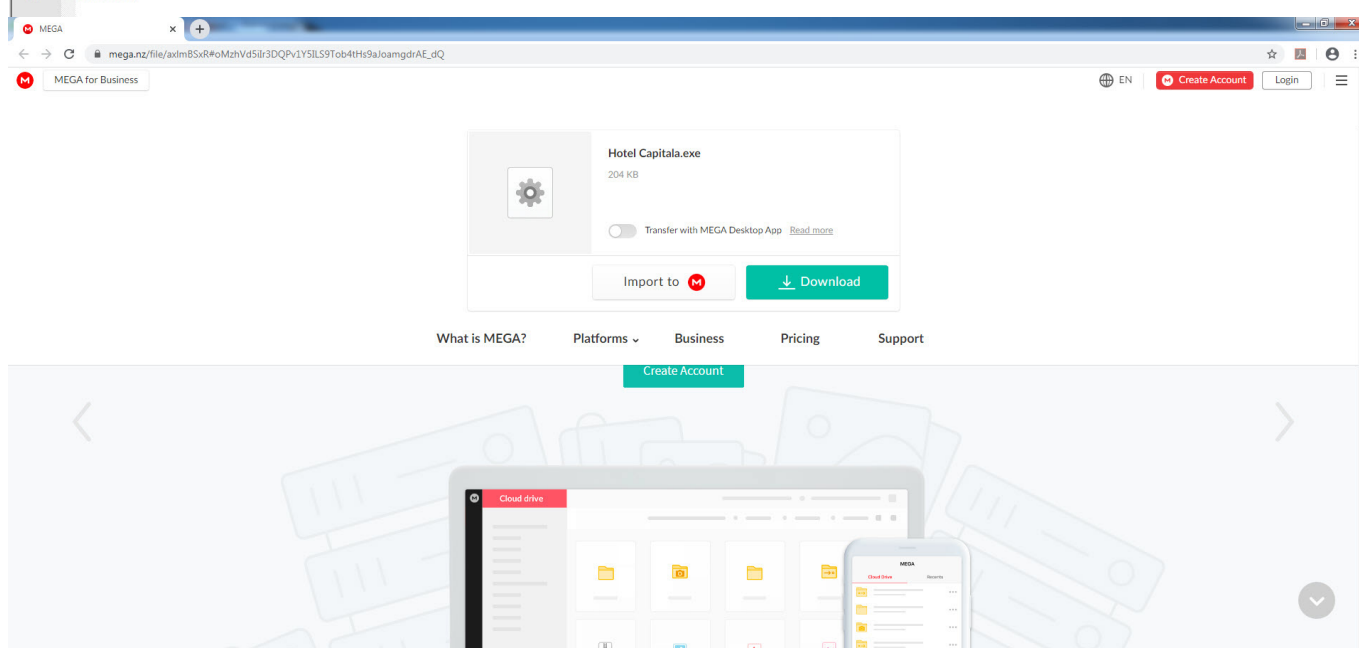 MEGA
mega.nz/file/axlmBSxR#oMzhVd5iIr3DQPv1Y5ILS9Tob4tHs9aJoamgdrAE_dQ
M MEGA for Business
EN M Create Account Login
Hotel Capitala.exe
204 KB
Transfer with MEGA Desktop App Read more
Import to M Download
What is MEGA? Platforms Business Pricing Support
Create Account
M Cloud drive
MEGA
Cloud Drive Recents